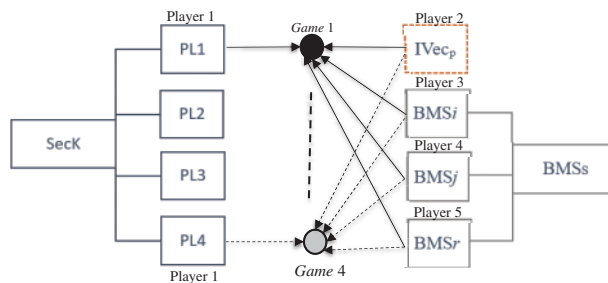 Player 1
Game 1
Player 2
PL1
IVecₚ
Player 3
PL2
BMSi
SecK
Player 4
BMSs
PL3
BMSj
Player 5
PL4
BMSr
Player 1
Game 4